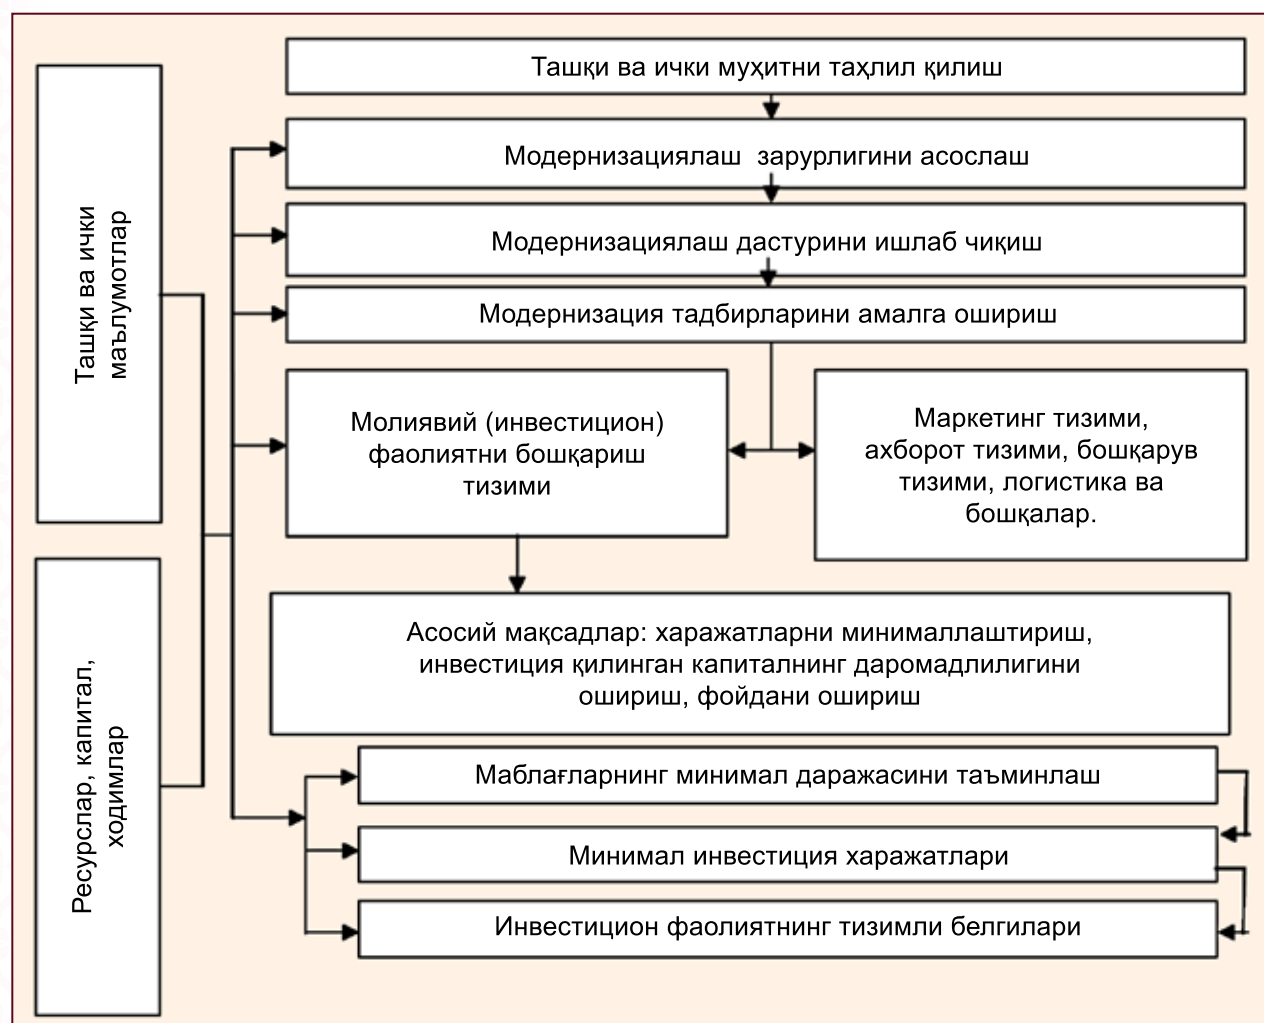 Ташқи ва ички муҳитни таҳлил қилиш
Модернизациялаш зарурлигини асослаш
Модернизациялаш дастурини ишлаб чиқиш
Модернизация тадбирларини амалга ошириш
Ташқи ва ички
маълумотлар
Молиявий (инвестицион)
фаолиятни бошқариш
тизими
Маркетинг тизими,
ахборот тизими, бошқарув
тизими, логистика ва
бошқалар.
Асосий мақсадлар: харажатларни минималлаштириш,
инвестиция қилинган капиталнинг даромадлилигини
ошириш, фойдани ошириш
Ресурслар, капитал,
ходимлар
Маблағларнинг минимал даражасини таъминлаш
Минимал инвестиция харажатлари
Инвестицион фаолиятнинг тизимли белгилари